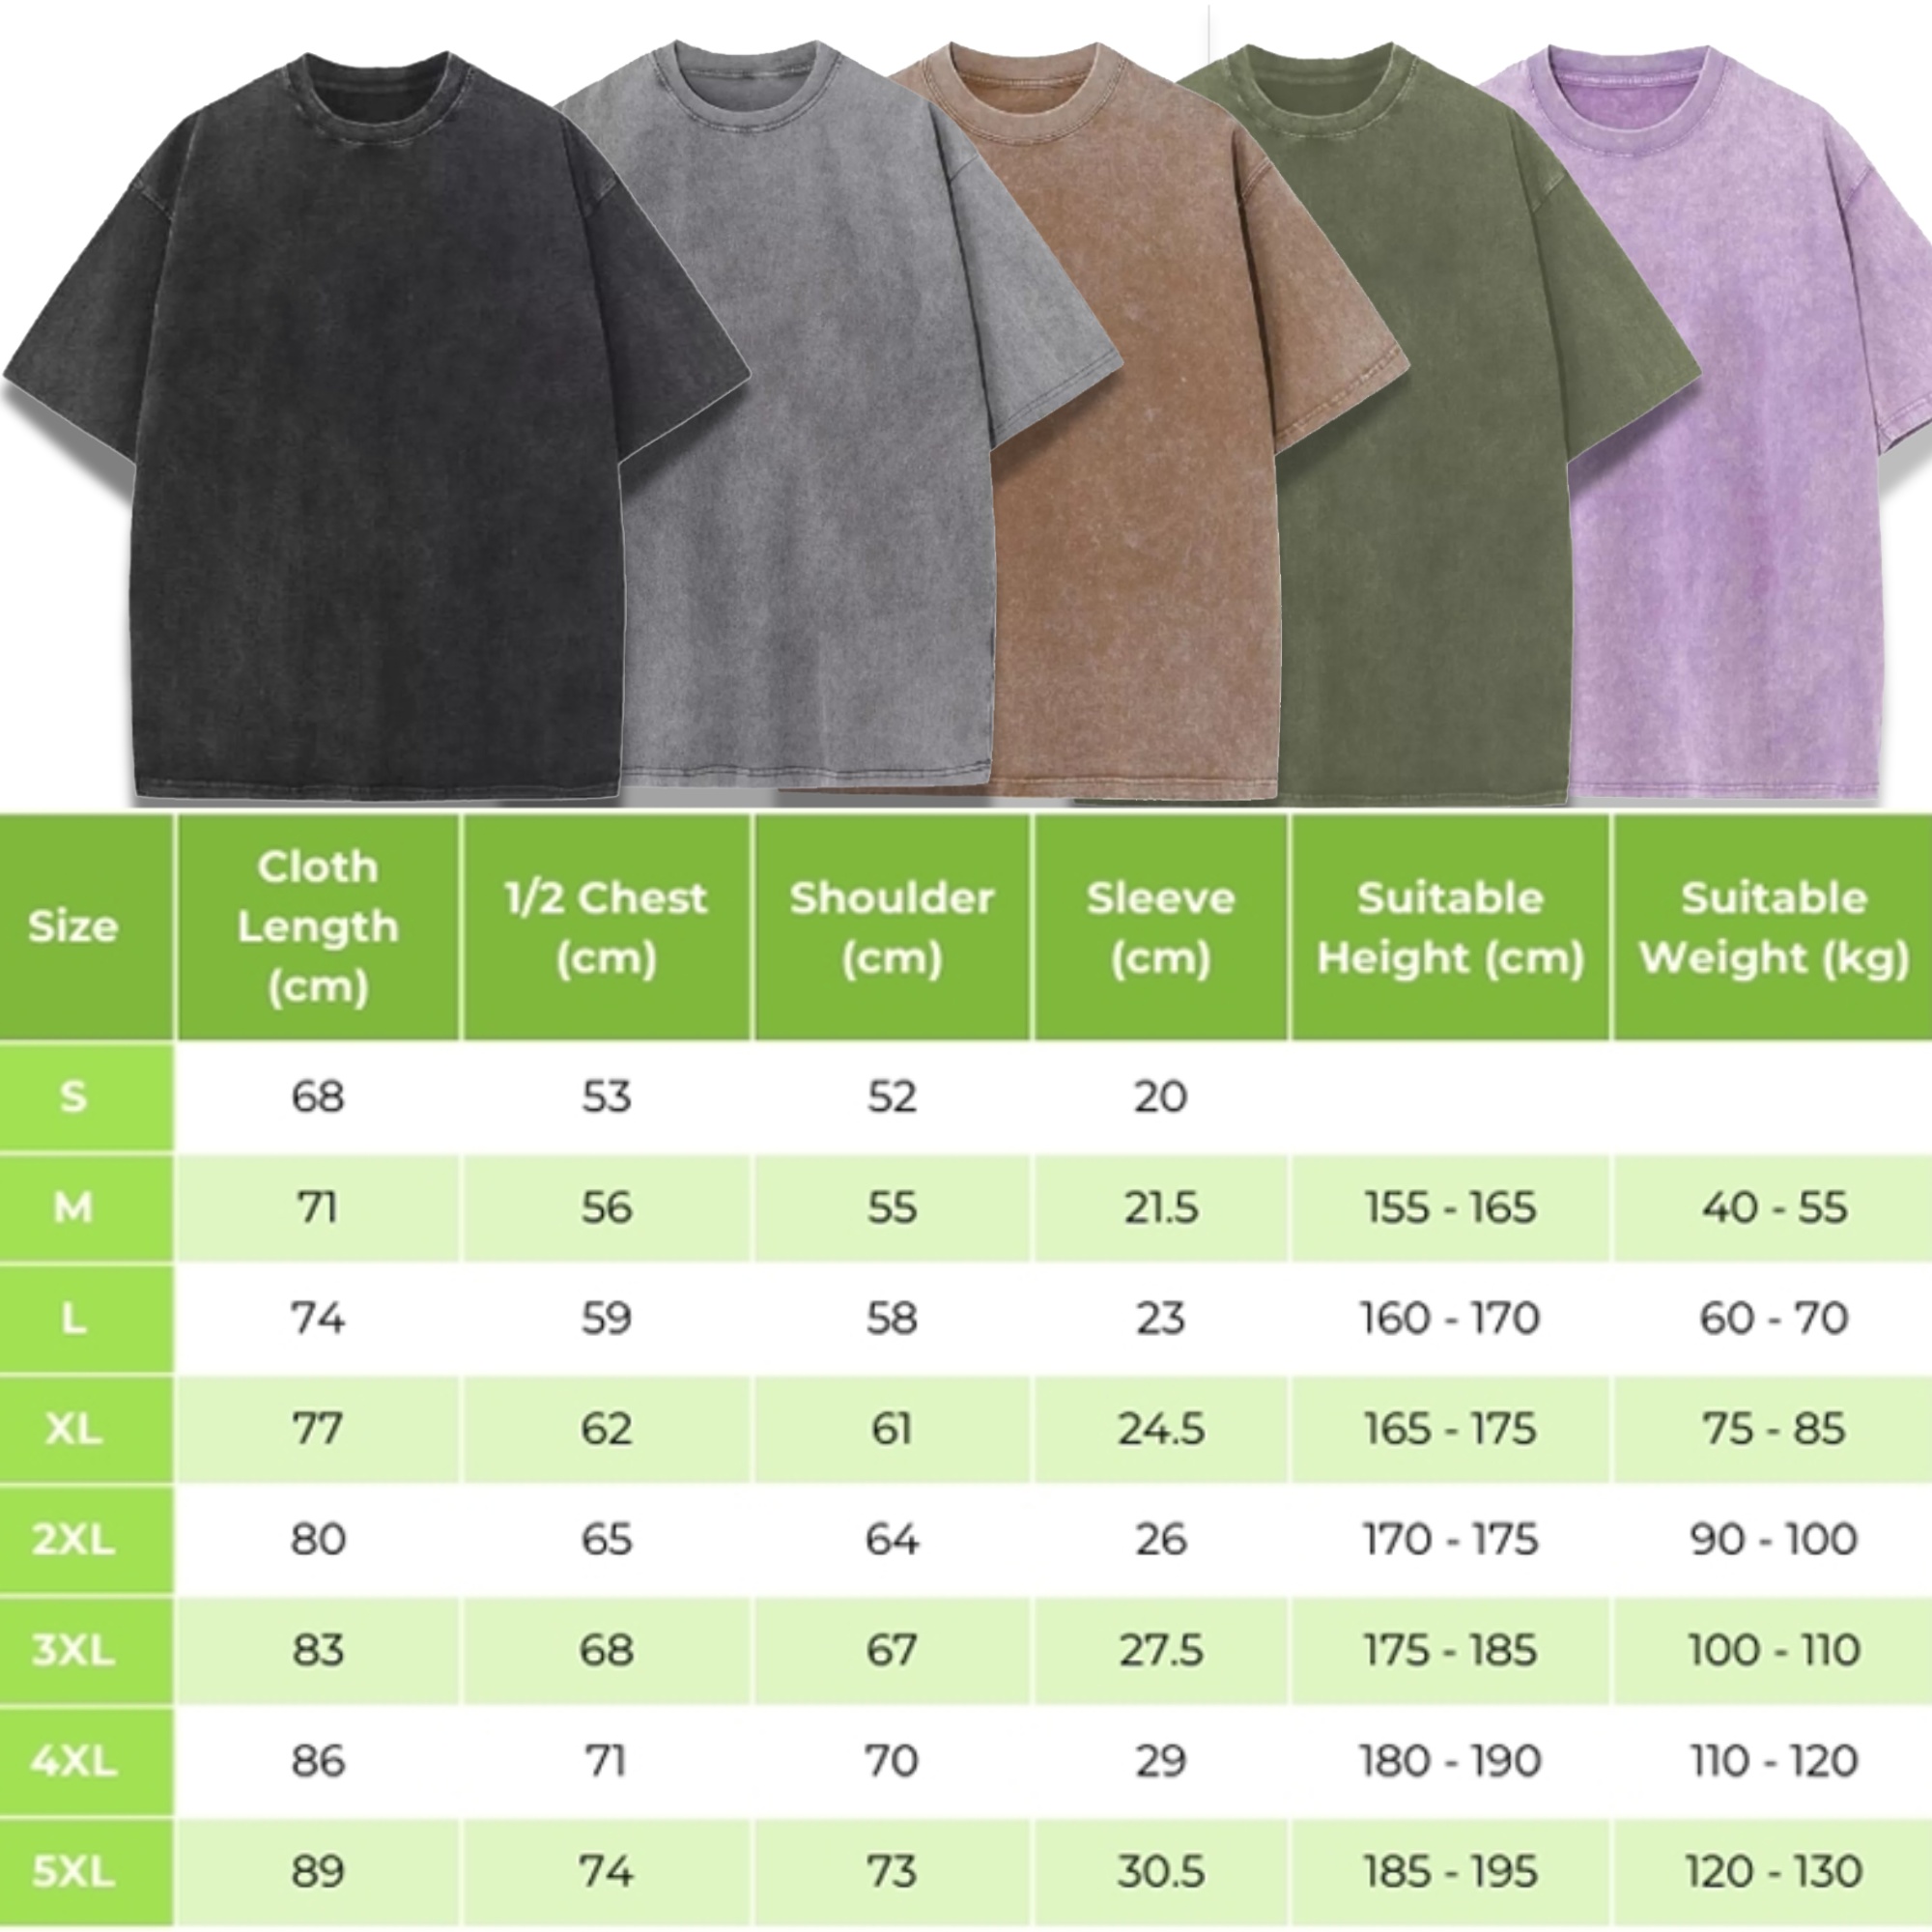 Size Cloth Length (cm) 1/2 Chest (cm) Shoulder (cm) Sleeve (cm) Suitable Height (cm) Suitable Weight (kg)
S 68 53 52 20
M 71 56 55 21.5 155 - 165 40 - 55
L 74 59 58 23 160 - 170 60 - 70
XL 77 62 61 24.5 165 - 175 75 - 85
2XL 80 65 64 26 170 - 175 90 - 100
3XL 83 68 67 27.5 175 - 185 100 - 110
4XL 86 71 70 29 180 - 190 110 - 120
5XL 89 74 73 30.5 185 - 195 120 - 130